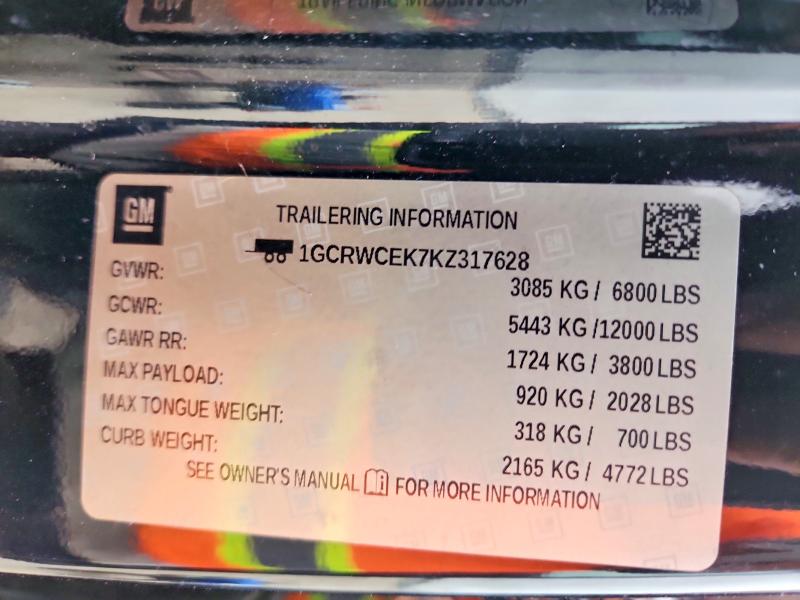 GM
TRAILERING INFORMATION
1GCRWCEK7KZ317628
GVWR: 3085 KG / 6800 LBS
GCWR: 5443 KG /12000 LBS
GAWR RR: 1724 KG / 3800 LBS
MAX PAYLOAD: 920 KG / 2028 LBS
MAX TONGUE WEIGHT: 318 KG / 700 LBS
CURB WEIGHT: 2165 KG / 4772 LBS
SEE OWNER'S MANUAL FOR MORE INFORMATION